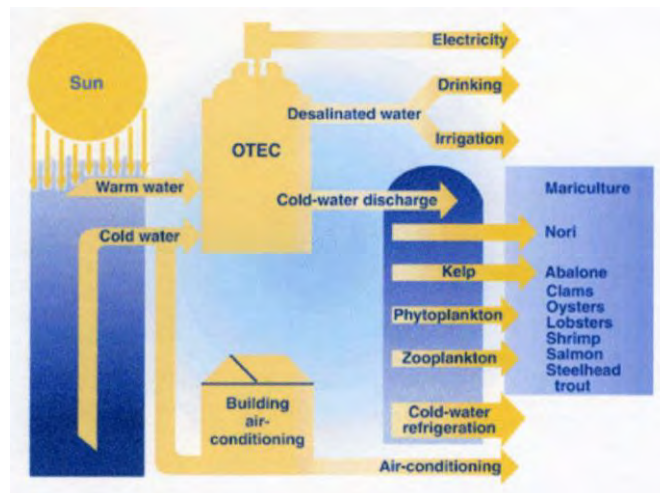 Sun
Warm water
Cold water
OTEC
Electricity
Desalinated water
Drinking
Irrigation
Cold-water discharge
Mariculture
Nori
Kelp
Abalone
Clams
Oysters
Lobsters
Shrimp
Salmon
Steelhead
trout
Phytoplankton
Zooplankton
Cold-water
refrigeration
Building
air-
conditioning
Air-conditioning